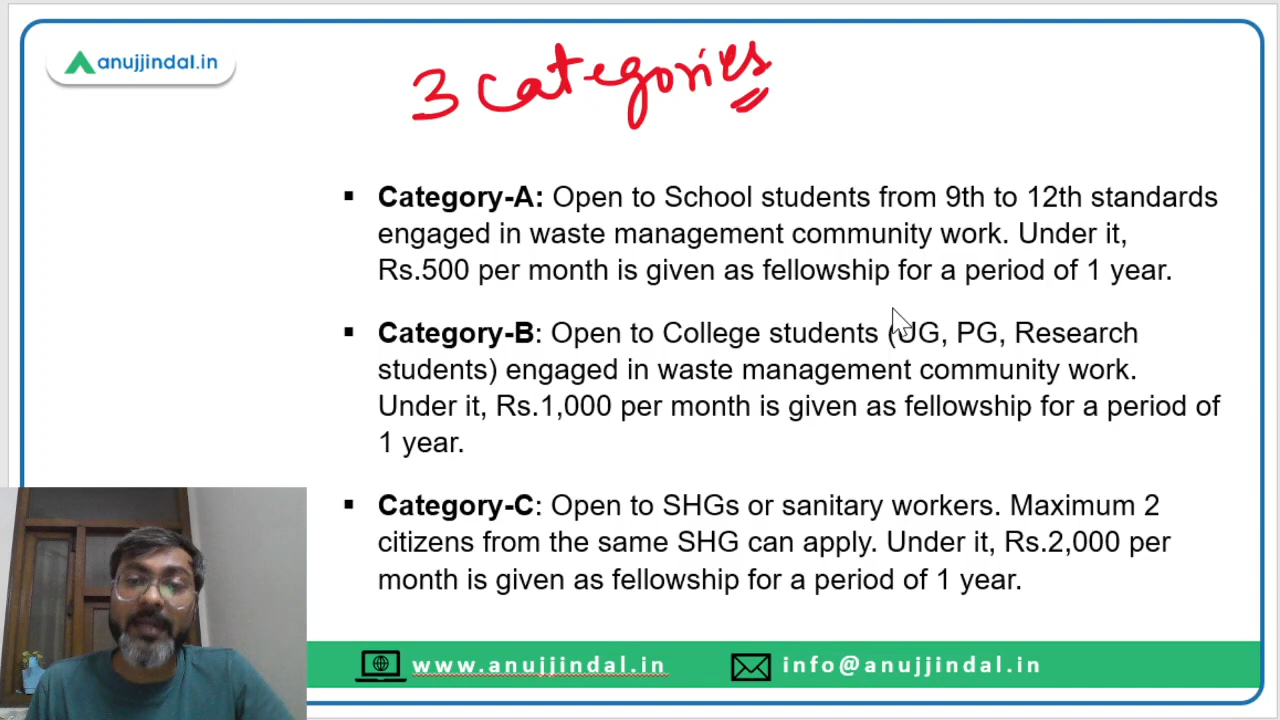 anujjindal.in
3 categories
▪ Category-A: Open to School students from 9th to 12th standards
engaged in waste management community work. Under it,
Rs.500 per month is given as fellowship for a period of 1 year.
▪ Category-B: Open to College students (UG, PG, Research
students) engaged in waste management community work.
Under it, Rs.1,000 per month is given as fellowship for a period of
1 year.
▪ Category-C: Open to SHGs or sanitary workers. Maximum 2
citizens from the same SHG can apply. Under it, Rs.2,000 per
month is given as fellowship for a period of 1 year.
www.anujjindal.in info@anujjindal.in